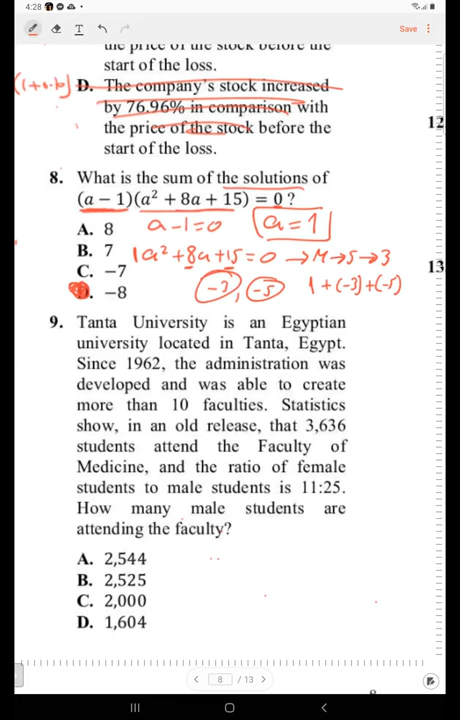 4:28
Save
the price of the stock before the
start of the loss.
D. The company's stock increased
by 76.96% in comparison with
the price of the stock before the
start of the loss.
12
8. What is the sum of the solutions of
(a − 1)(a² + 8a + 15) = 0 ?
A. 8
a-1=0
a=1
B. 7
1a²+8a+15=0 → M → 5 → 3
C. −7
13
-3, -5
1+(-3)+(-5)
. −8
9. Tanta University is an Egyptian
university located in Tanta, Egypt.
Since 1962, the administration was
developed and was able to create
more than 10 faculties. Statistics
show, in an old release, that 3,636
students attend the Faculty of
Medicine, and the ratio of female
students to male students is 11:25.
How many male students are
attending the faculty?
A. 2,544
B. 2,525
C. 2,000
D. 1,604
8 / 13